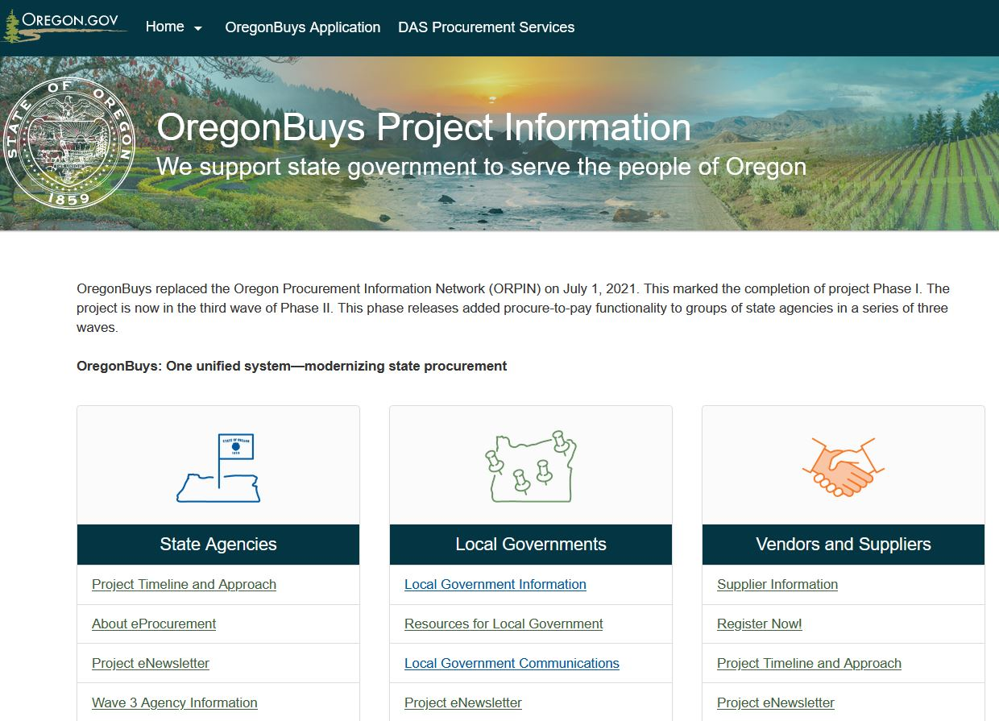 OREGON.GOV
Home
OregonBuys Application
DAS Procurement Services
STATE OF OREGON
1859
OregonBuys Project Information
We support state government to serve the people of Oregon
OregonBuys replaced the Oregon Procurement Information Network (ORPIN) on July 1, 2021. This marked the completion of project Phase I. The
project is now in the third wave of Phase II. This phase releases added procure-to-pay functionality to groups of state agencies in a series of three
waves.
OregonBuys: One unified system—modernizing state procurement
STATE OF OREGON
1859
State Agencies
Project Timeline and Approach
About eProcurement
Project eNewsletter
Wave 3 Agency Information
Local Governments
Local Government Information
Resources for Local Government
Local Government Communications
Project eNewsletter
Vendors and Suppliers
Supplier Information
Register Now!
Project Timeline and Approach
Project eNewsletter